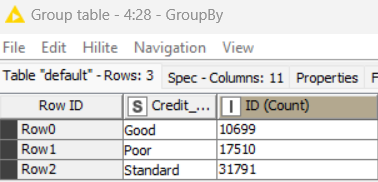 Group table - 4:28 - GroupBy
File Edit Hilite Navigation View
Table "default" - Rows: 3 Spec - Columns: 11 Properties F
Row ID S Credit_... I ID (Count)
Row0 Good 10699
Row1 Poor 17510
Row2 Standard 31791